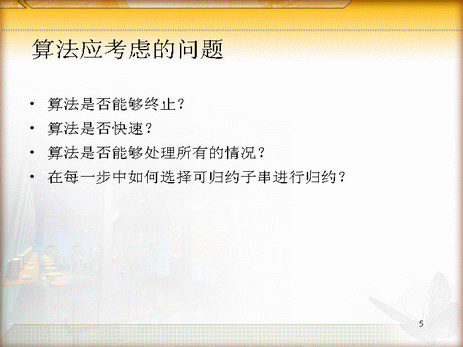 算法应考虑的问题
• 算法是否能够终止？
• 算法是否快速？
• 算法是否能够处理所有的情况？
• 在每一步中如何选择可归约子串进行归约？
5